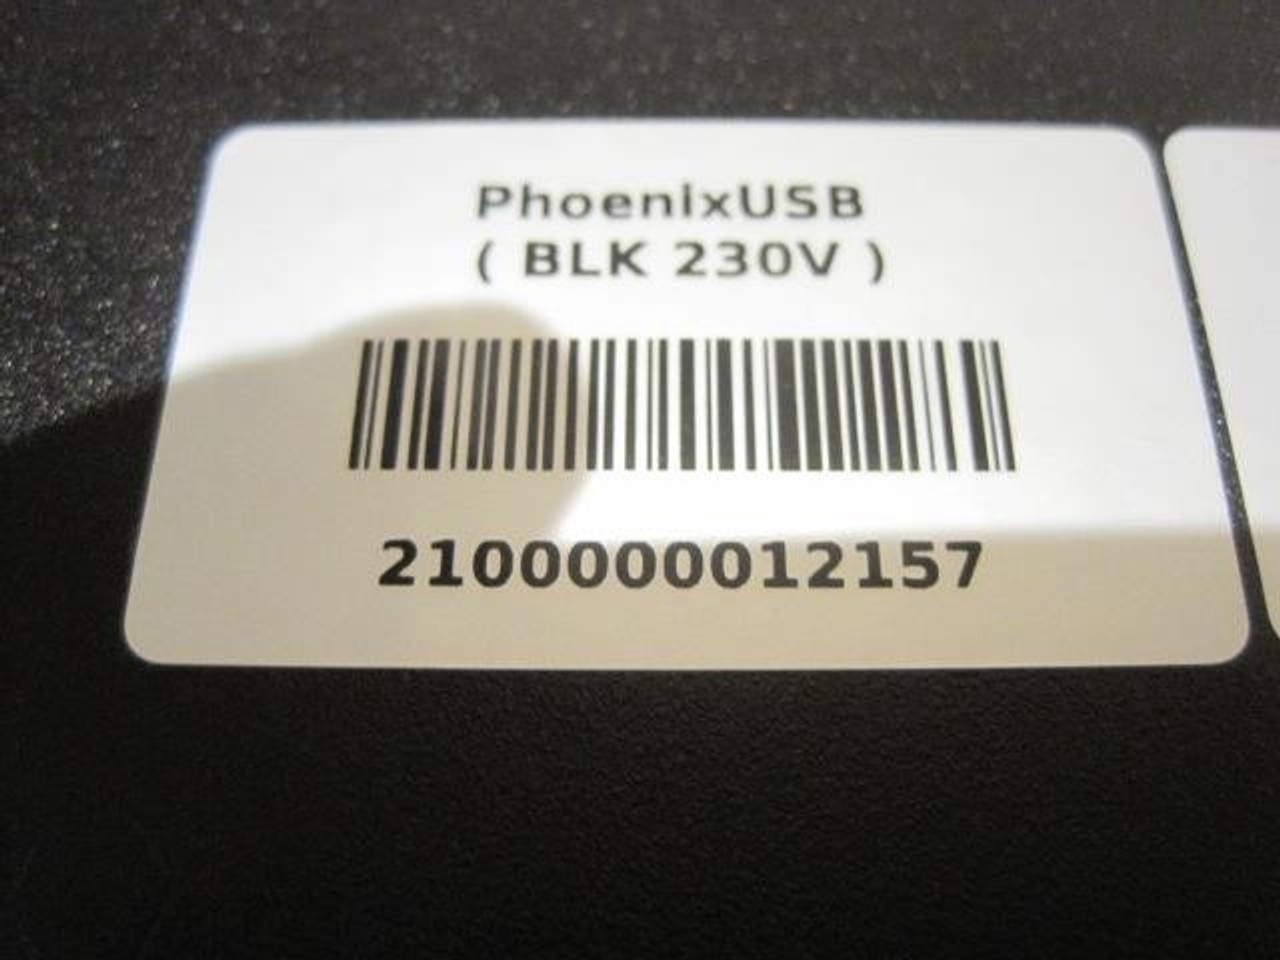 PhoenixUSB
( BLK 230V )
2100000012157